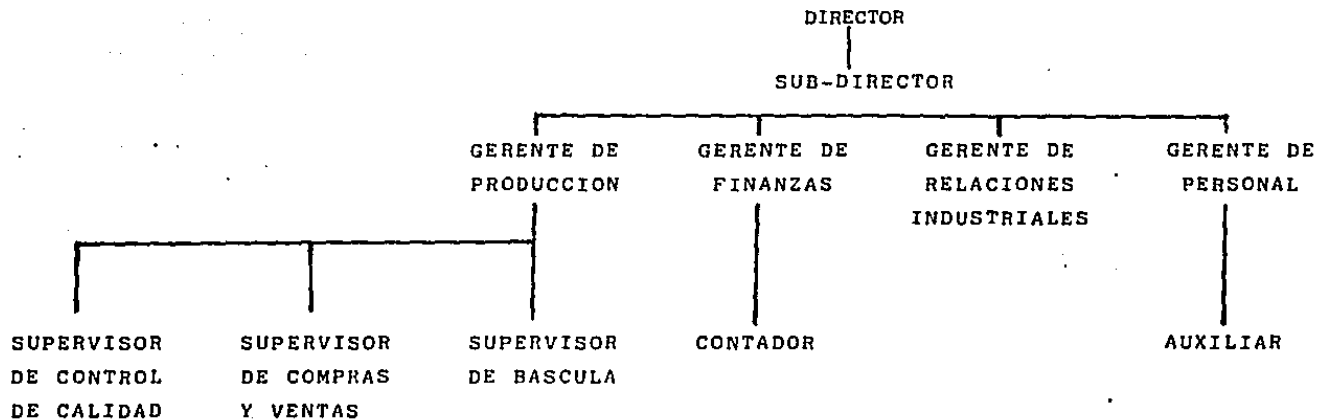 DIRECTOR
SUB-DIRECTOR
GERENTE DE PRODUCCION
GERENTE DE FINANZAS
GERENTE DE RELACIONES INDUSTRIALES
GERENTE DE PERSONAL
SUPERVISOR DE CONTROL DE CALIDAD
SUPERVISOR DE COMPRAS Y VENTAS
SUPERVISOR DE BASCULA
CONTADOR
AUXILIAR